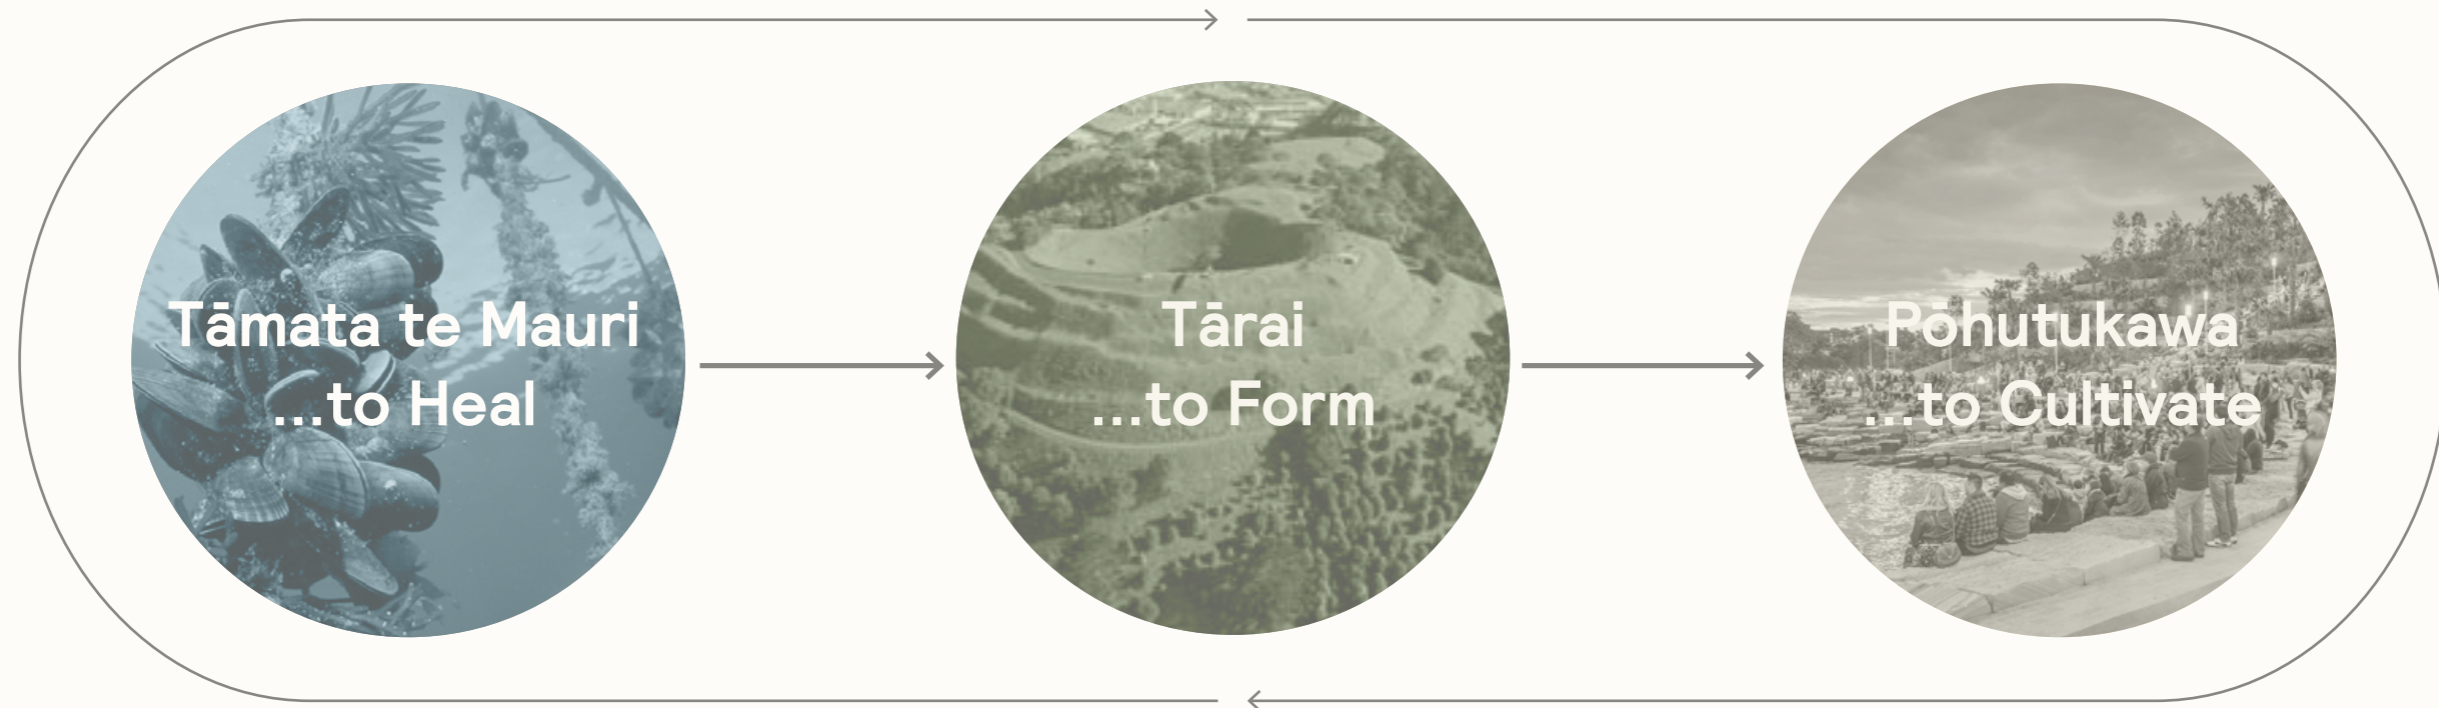 Tāmata te Mauri
...to Heal
Tārai
...to Form
Pōhutukawa
...to Cultivate